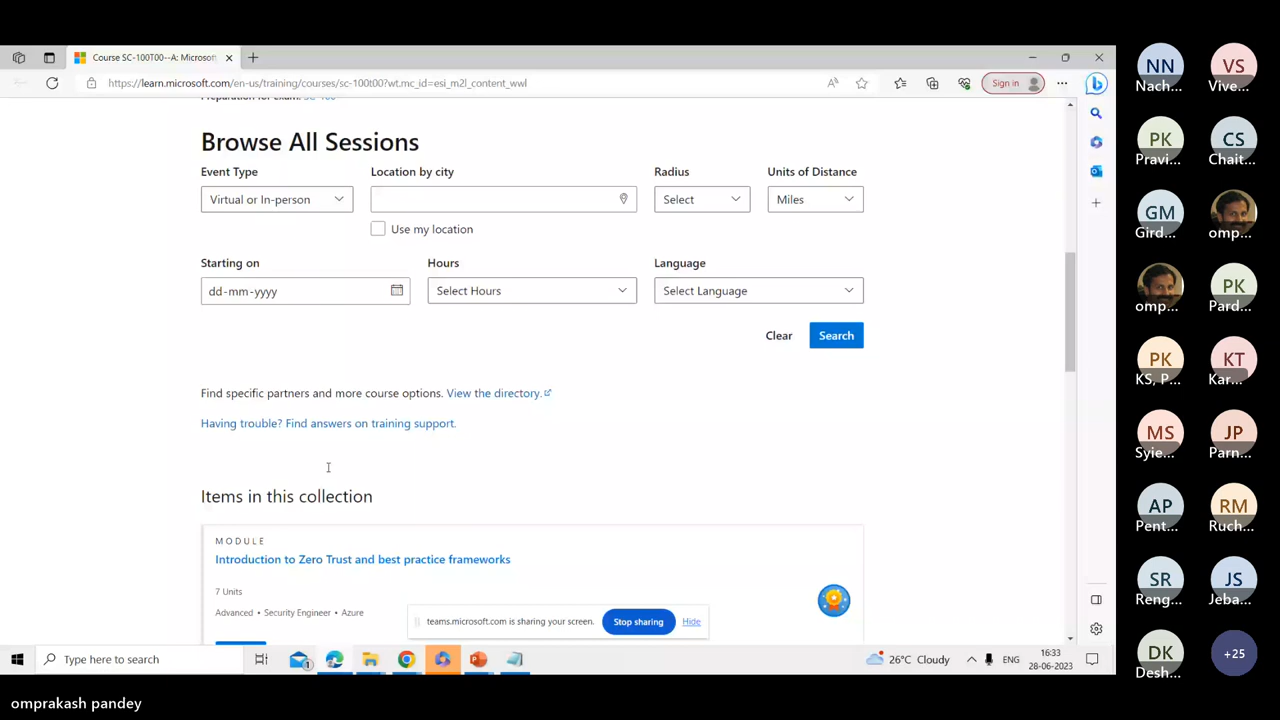 Course SC-100T00--A: Microsoft
https://learn.microsoft.com/en-us/training/courses/sc-100t00?wt.mc_id=esi_m2l_content_wwl
Sign in
Preparation for exam: SC-100
Browse All Sessions
Event Type
Location by city
Radius
Units of Distance
Virtual or In-person
Select
Miles
Use my location
Starting on
Hours
Language
dd-mm-yyyy
Select Hours
Select Language
Clear
Search
Find specific partners and more course options. View the directory.
Having trouble? Find answers on training support.
Items in this collection
MODULE
Introduction to Zero Trust and best practice frameworks
7 Units
Advanced • Security Engineer • Azure
teams.microsoft.com is sharing your screen.
Stop sharing
Hide
Type here to search
1
26°C Cloudy
ENG
16:33
28-06-2023
omprakash pandey
NN
Nach...
VS
Vive...
PK
Pravi...
CS
Chait...
GM
Gird...
omp...
omp...
PK
Pard...
PK
KS, P...
KT
Kar...
MS
Syie...
JP
Parn...
AP
Pent...
RM
Ruch...
SR
Reng...
JS
Jeba...
DK
Desh...
+25